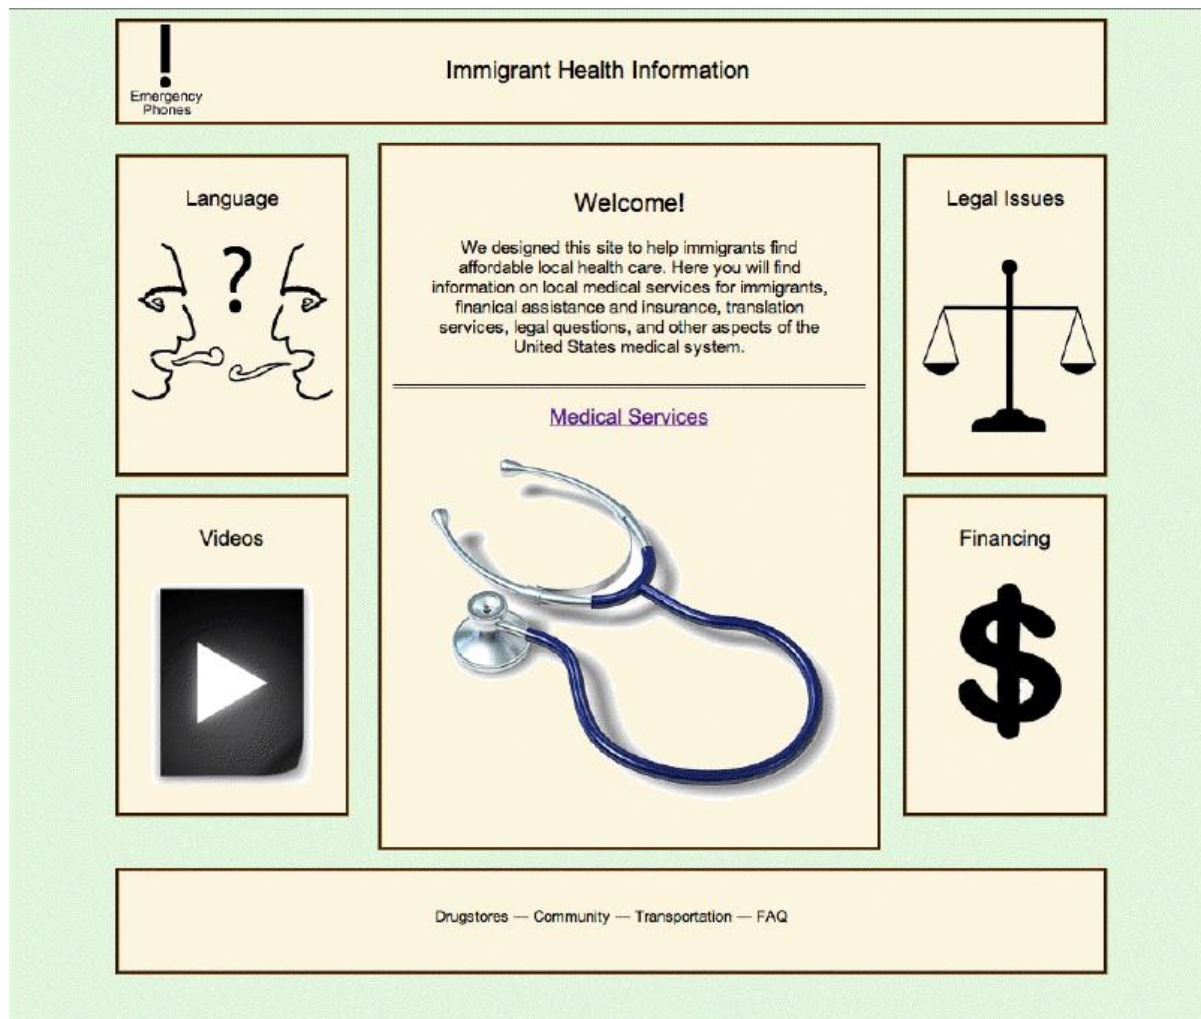 Emergency
Phones
Immigrant Health Information
Language
?
Welcome!
We designed this site to help immigrants find
affordable local health care. Here you will find
information on local medical services for immigrants,
finanical assistance and insurance, translation
services, legal questions, and other aspects of the
United States medical system.
Medical Services
Legal Issues
Videos
Financing
$
Drugstores — Community — Transportation — FAQ